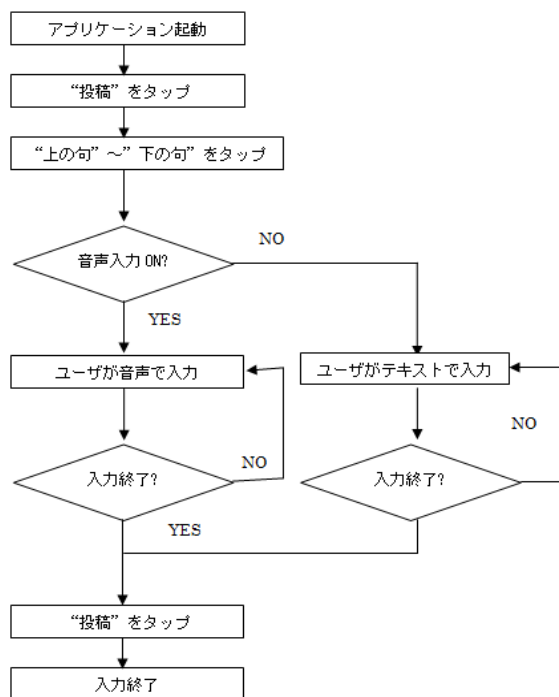 アプリケーション起動
“投稿”をタップ
“上の句”～”下の句”をタップ
音声入力 ON?
NO
YES
ユーザが音声で入力
ユーザがテキストで入力
NO
入力終了?
NO
入力終了?
YES
“投稿”をタップ
入力終了